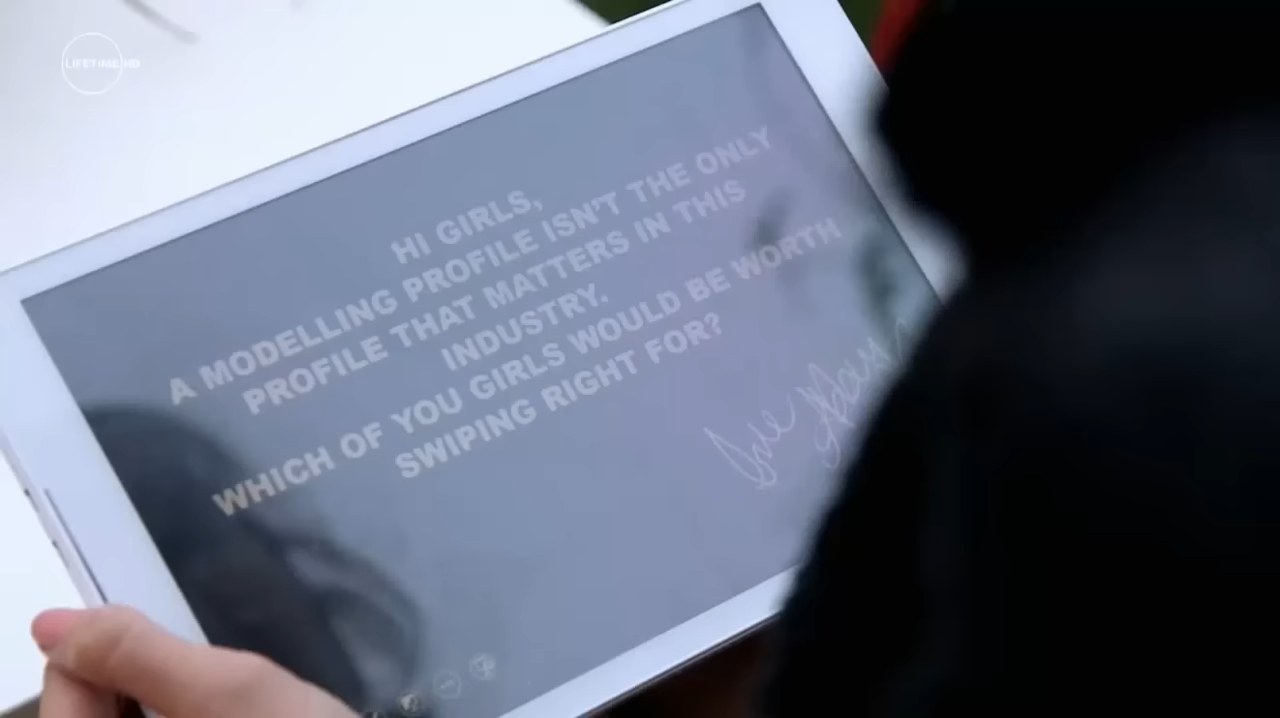 LIFETIME HD
HI GIRLS,
A MODELLING PROFILE ISN'T THE ONLY
PROFILE THAT MATTERS IN THIS
INDUSTRY.
WHICH OF YOU GIRLS WOULD BE WORTH
SWIPING RIGHT FOR?